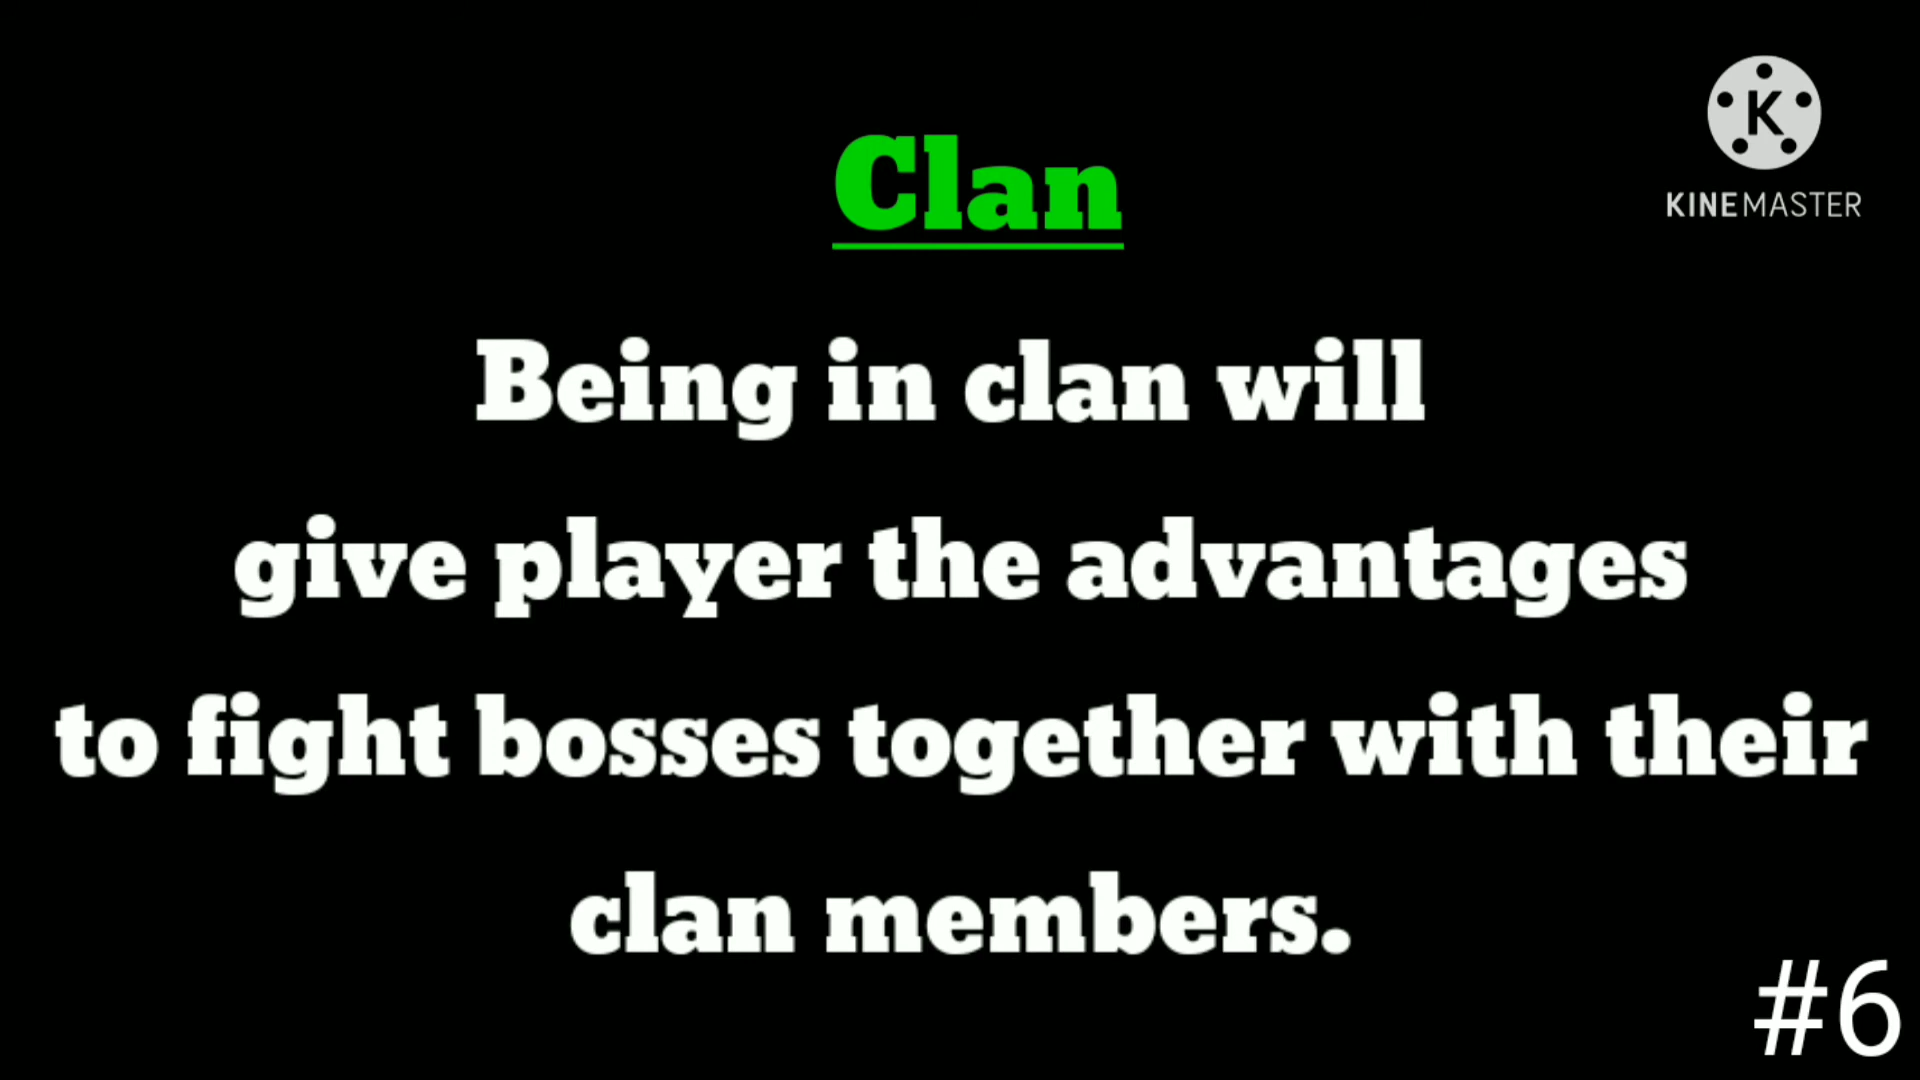 Clan
K
KINEMASTER
Being in clan will
give player the advantages
to fight bosses together with their
clan members.
#6